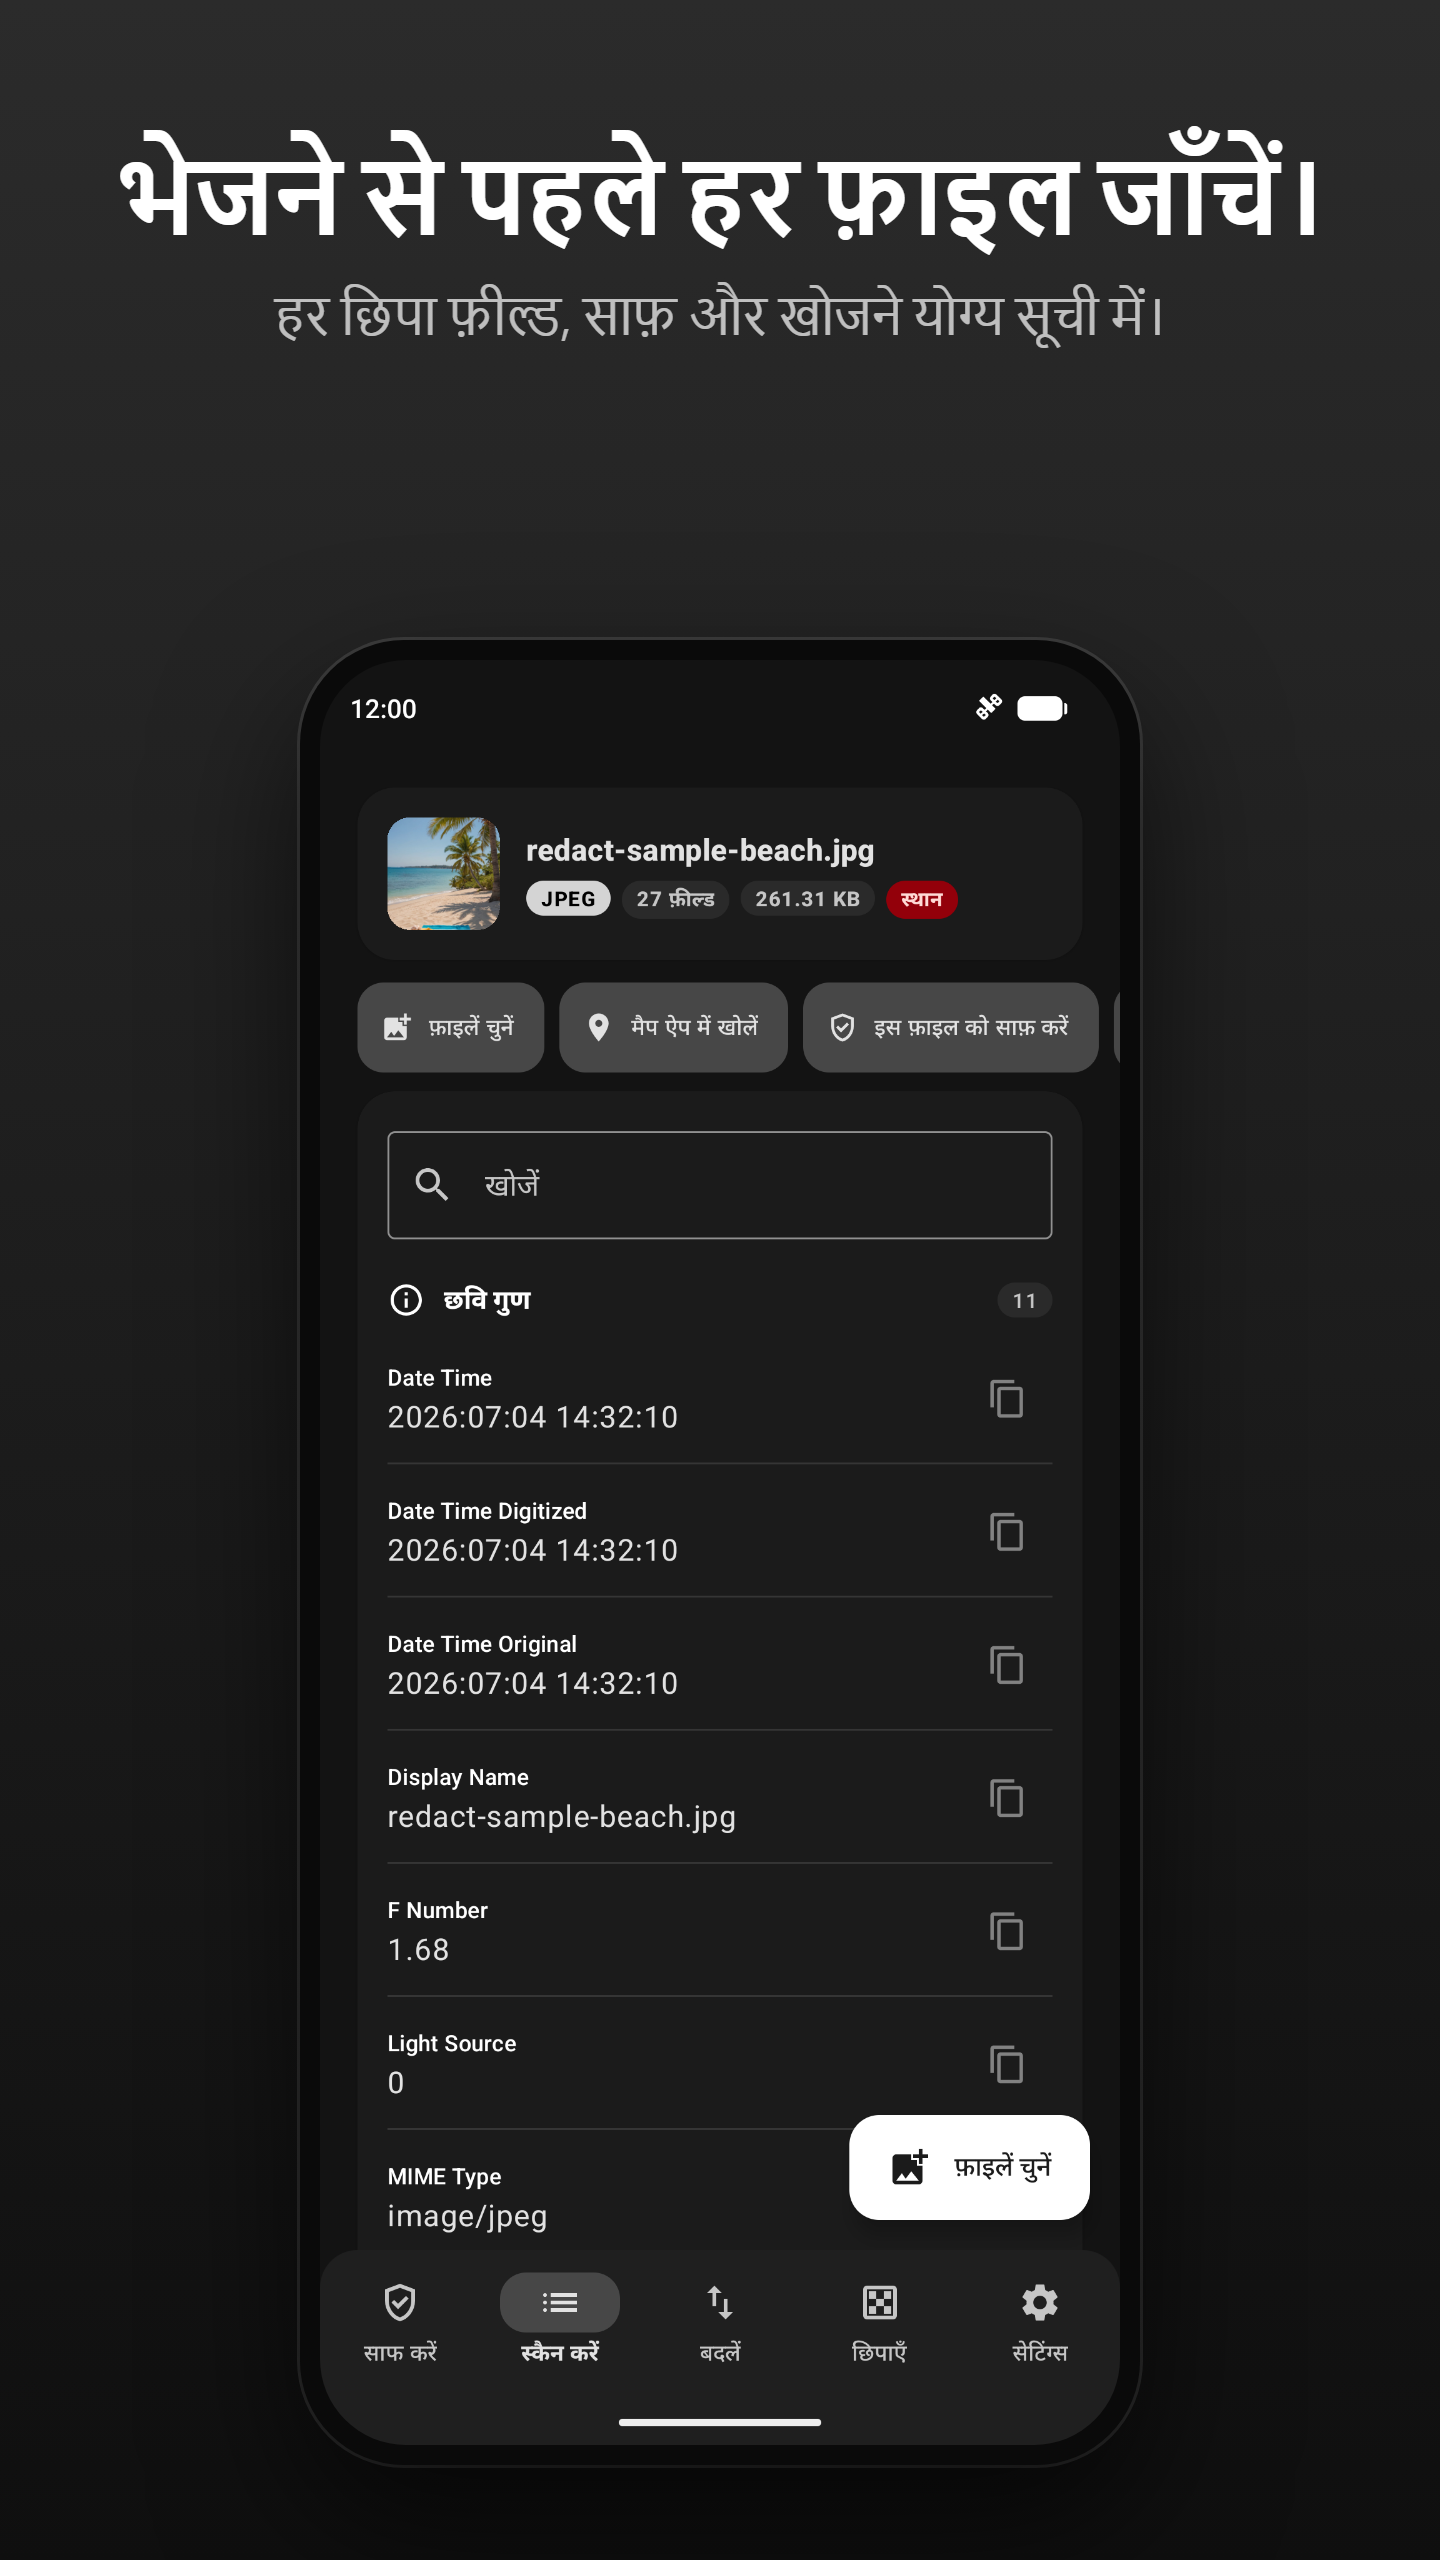 भेजने से पहले हर फ़ाइल जाँचें।
हर छिपा फ़ील्ड, साफ़ और खोजने योग्य सूची में।
12:00
redact-sample-beach.jpg
JPEG 27 फ़ील्ड 261.31 KB स्थान
फ़ाइलें चुनें मैप ऐप में खोलें इस फ़ाइल को साफ़ करें
खोजें
छवि गुण 11
Date Time
2026:07:04 14:32:10
Date Time Digitized
2026:07:04 14:32:10
Date Time Original
2026:07:04 14:32:10
Display Name
redact-sample-beach.jpg
F Number
1.68
Light Source
0
MIME Type
image/jpeg
फ़ाइलें चुनें
साफ करें स्कैन करें बदलें छिपाएँ सेटिंग्स